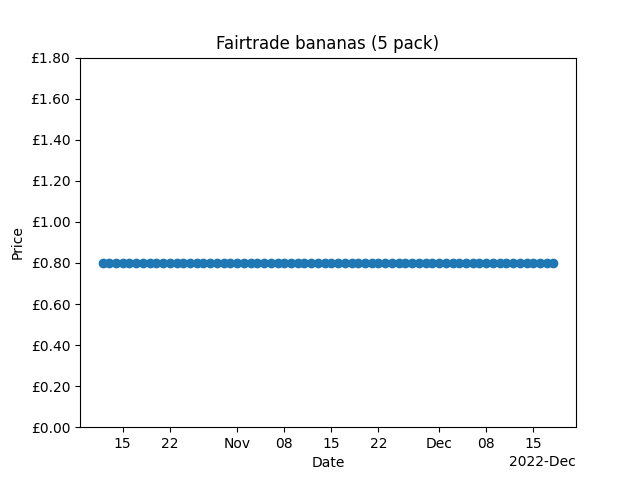 Fairtrade bananas (5 pack)
£1.80
£1.60
£1.40
£1.20
£1.00
£0.80
£0.60
£0.40
£0.20
£0.00
Price
15 22 Nov 08 15 22 Dec 08 15
Date
2022-Dec